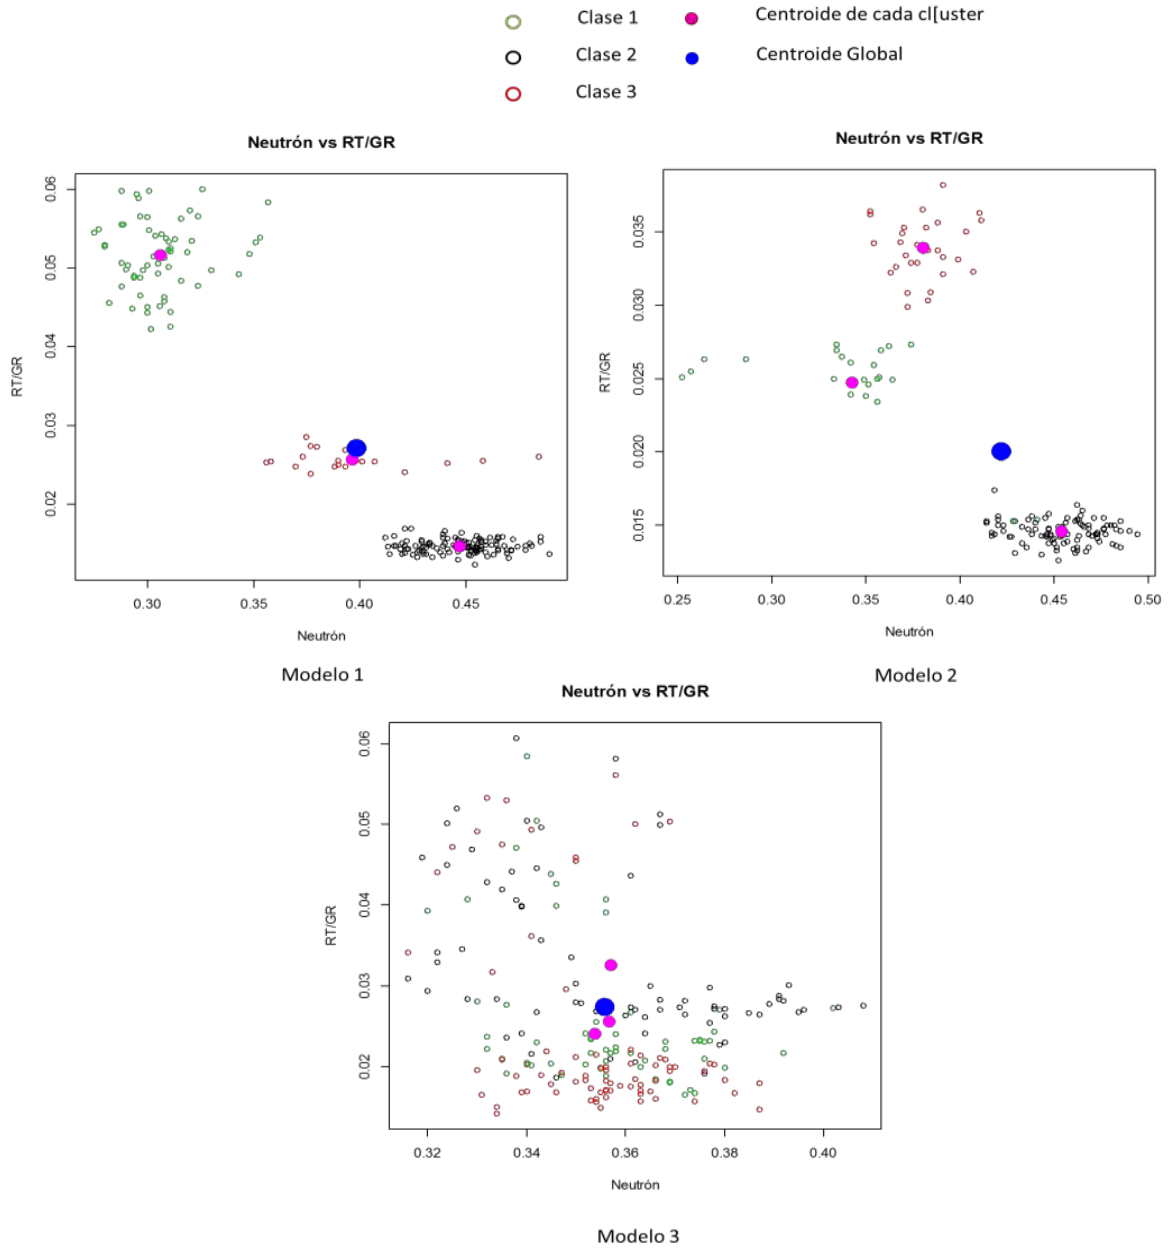 Clase 1 Centroide de cada cl[uster
Clase 2 Centroide Global
Clase 3
Neutrón vs RT/GR
0.06
0.05
0.04
0.03
0.02
RT/GR
0.30 0.35 0.40 0.45
Neutrón
Modelo 1
Neutrón vs RT/GR
0.035
0.030
0.025
0.020
0.015
RT/GR
0.25 0.30 0.35 0.40 0.45 0.50
Neutrón
Modelo 2
Neutrón vs RT/GR
0.06
0.05
0.04
0.03
0.02
RT/GR
0.32 0.34 0.36 0.38 0.40
Neutrón
Modelo 3